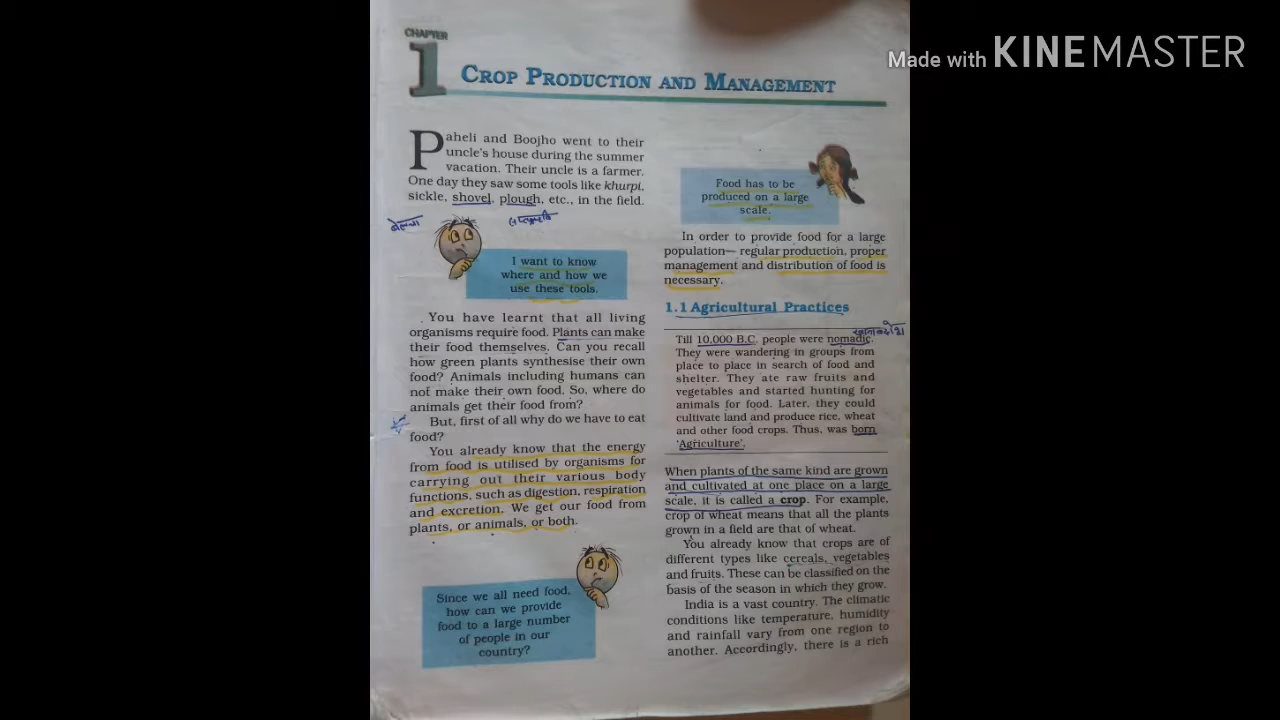 Made with KINEMASTER
CHAPTER
1
CROP PRODUCTION AND MANAGEMENT
Paheli and Boojho went to their
uncle's house during the summer
vacation. Their uncle is a farmer.
One day they saw some tools like khurpi,
sickle, shovel, plough, etc., in the field.
I want to know
where and how we
use these tools.
You have learnt that all living
organisms require food. Plants can make
their food themselves. Can you recall
how green plants synthesise their own
food? Animals including humans can
not make their own food. So, where do
animals get their food from?
But, first of all why do we have to eat
food?
You already know that the energy
from food is utilised by organisms for
carrying out their various body
functions, such as digestion, respiration
and excretion. We get our food from
plants, or animals, or both.
Since we all need food,
how can we provide
food to a large number
of people in our
country?
Food has to be
produced on a large
scale.
In order to provide food for a large
population— regular production, proper
management and distribution of food is
necessary.
1.1 Agricultural Practices
Till 10,000 B.C. people were nomadic.
They were wandering in groups from
place to place in search of food and
shelter. They ate raw fruits and
vegetables and started hunting for
animals for food. Later, they could
cultivate land and produce rice, wheat
and other food crops. Thus, was born
'Agriculture'.
When plants of the same kind are grown
and cultivated at one place on a large
scale, it is called a crop. For example,
crop of wheat means that all the plants
grown in a field are that of wheat.
You already know that crops are of
different types like cereals, vegetables
and fruits. These can be classified on the
basis of the season in which they grow.
India is a vast country. The climatic
conditions like temperature, humidity
and rainfall vary from one region to
another. Accordingly, there is a rich